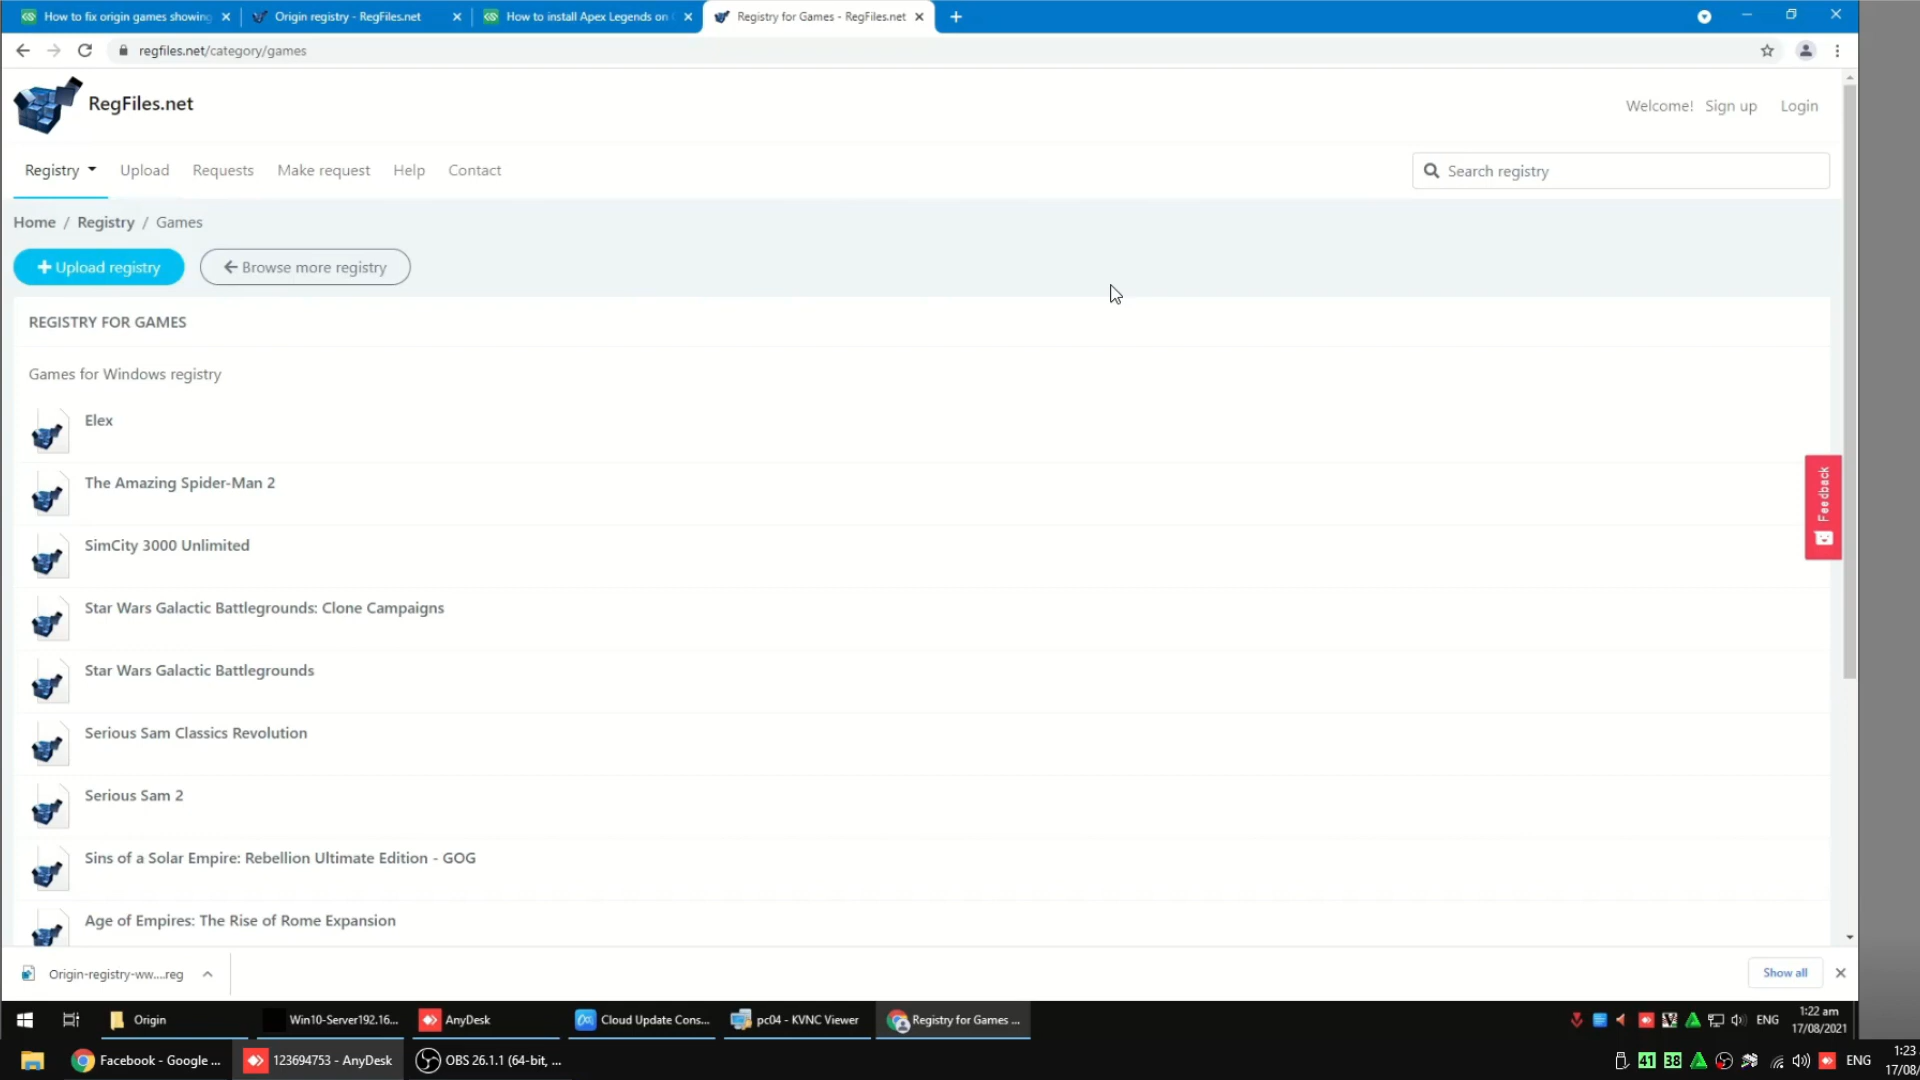 How to fix origin games showing
Origin registry - RegFiles.net
How to install Apex Legends on
Registry for Games - RegFiles.net
regfiles.net/category/games
RegFiles.net
Welcome! Sign up Login
Registry Upload Requests Make request Help Contact
Search registry
Home / Registry / Games
Upload registry
Browse more registry
REGISTRY FOR GAMES
Games for Windows registry
Elex
The Amazing Spider-Man 2
SimCity 3000 Unlimited
Star Wars Galactic Battlegrounds: Clone Campaigns
Star Wars Galactic Battlegrounds
Serious Sam Classics Revolution
Serious Sam 2
Sins of a Solar Empire: Rebellion Ultimate Edition - GOG
Age of Empires: The Rise of Rome Expansion
Feedback
Origin-registry-ww....reg
Show all
Origin
Win10-Server192.16...
AnyDesk
Cloud Update Cons...
pc04 - KVNC Viewer
Registry for Games ...
ENG
1:22 am
17/08/2021
Facebook - Google ...
123694753 - AnyDesk
OBS 26.1.1 (64-bit, ...
41 38
ENG
1:23
17/08/